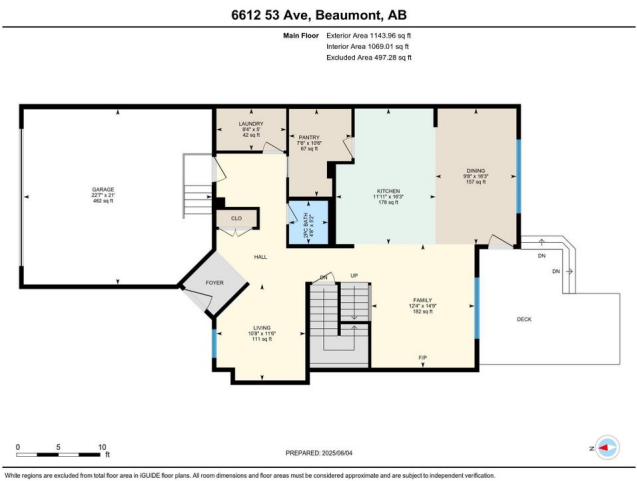 6612 53 Ave, Beaumont, AB
Main Floor Exterior Area 1143.96 sq ft
Interior Area 1069.01 sq ft
Excluded Area 497.28 sq ft
LAUNDRY
8'4" x 5'
42 sq ft
PANTRY
7'8" x 10'6"
67 sq ft
GARAGE
22'7" x 21'
462 sq ft
KITCHEN
11'11" x 16'3"
178 sq ft
DINING
9'8" x 16'3"
157 sq ft
CLO
2PC BATH
4'8" x 5'2"
HALL
FOYER
DN
UP
DN
DN
FAMILY
12'4" x 14'9"
182 sq ft
LIVING
10'8" x 11'6"
111 sq ft
DECK
F/P
0 5 10
ft
PREPARED: 2025/06/04
N
White regions are excluded from total floor area in iGUIDE floor plans. All room dimensions and floor areas must be considered approximate and are subject to independent verification.